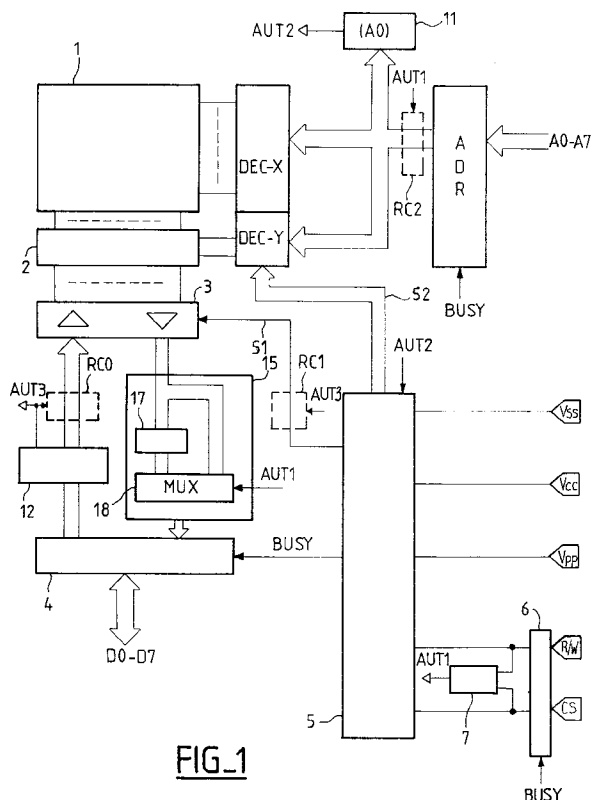 AUT2
(A0)
11
1
AUT1
DEC-X
A
D
R
A0-A7
RC2
DEC-Y
2
3
S2
BUSY
S1
15
RC0
RC1
AUT2
AUT3
17
AUT3
VSS
MUX
AUT1
12
18
VCC
BUSY
VPP
4
6
D0-D7
R/W
AUT1
CS
5
7
FIG_1
BUSY